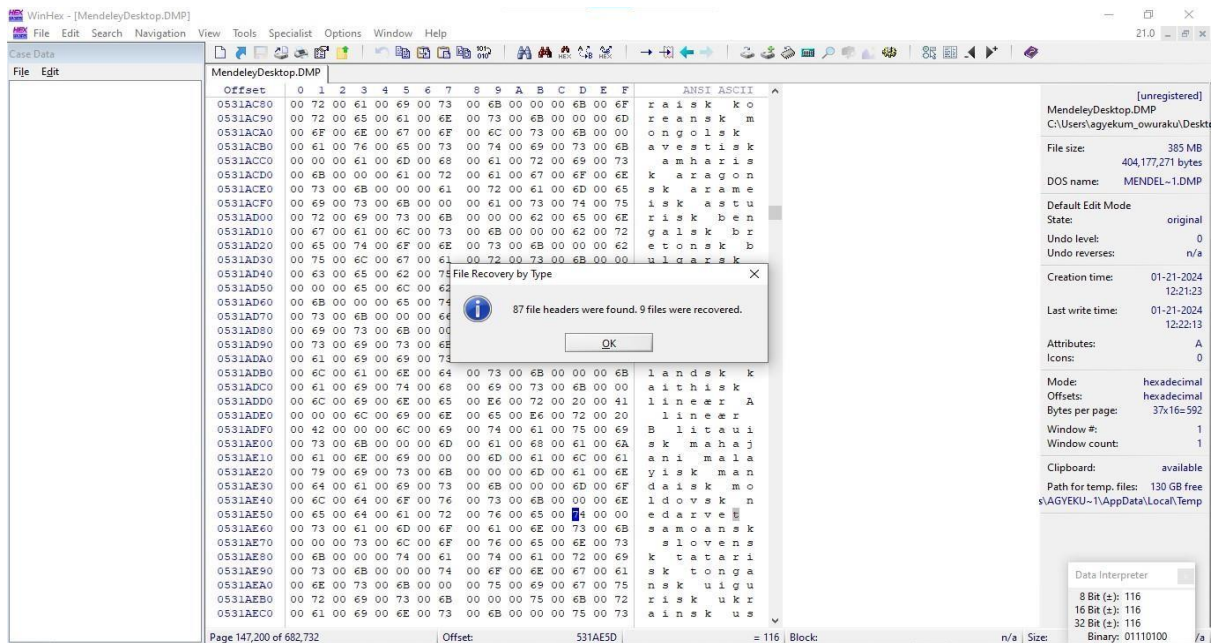 WinHex - [MendeleyDesktop.DMP]
File Edit Search Navigation View Tools Specialist Options Window Help 21.0
Case Data
File Edit
MendeleyDesktop.DMP
Offset 0 1 2 3 4 5 6 7 8 9 A B C D E F ANSI ASCII
0531AC80 00 72 00 61 00 69 00 73 00 6B 00 00 00 6B 00 6F r a i s k k o
0531AC90 00 72 00 65 00 61 00 6E 00 73 00 6B 00 00 00 6D r e a n s k m
0531ACA0 00 6F 00 6E 00 67 00 6F 00 6C 00 73 00 6B 00 00 o n g o l s k
0531ACB0 00 61 00 76 00 65 00 73 00 74 00 69 00 73 00 6B a v e s t i s k
0531ACC0 00 00 00 61 00 6D 00 68 00 61 00 72 00 69 00 73 a m h a r i s
0531ACD0 00 6B 00 00 00 61 00 72 00 61 00 67 00 6F 00 6E k a r a g o n
0531ACE0 00 73 00 6B 00 00 00 61 00 72 00 61 00 6D 00 65 s k a r a m e
0531ACF0 00 69 00 73 00 6B 00 00 00 61 00 73 00 74 00 75 i s k a s t u
0531AD00 00 72 00 69 00 73 00 6B 00 00 00 62 00 65 00 6E r i s k b e n
0531AD10 00 67 00 61 00 6C 00 73 00 6B 00 00 00 62 00 72 g a l s k b r
0531AD20 00 65 00 74 00 6F 00 6E 00 73 00 6B 00 00 00 62 e t o n s k b
0531AD30 00 75 00 6C 00 67 00 61 00 72 00 73 00 6B 00 00 u l g a r s k
0531AD40 00 63 00 65 00 62 00 75
0531AD50 00 00 00 65 00 6C 00 62
0531AD60 00 6B 00 00 00 65 00 74
0531AD70 00 73 00 6B 00 00 00 66
0531AD80 00 69 00 73 00 6B 00 00
0531AD90 00 73 00 69 00 73 00 6E
0531ADA0 00 61 00 69 00 69 00 73
0531ADB0 00 6C 00 61 00 6E 00 64 00 73 00 6B 00 00 00 6B l a n d s k k
0531ADC0 00 61 00 69 00 74 00 68 00 69 00 73 00 6B 00 00 a i t h i s k
0531ADD0 00 6C 00 69 00 6E 00 65 00 E6 00 72 00 20 00 41 l i n e æ r A
0531ADE0 00 00 00 6C 00 69 00 6E 00 65 00 E6 00 72 00 20 l i n e æ r
0531ADF0 00 42 00 00 00 6C 00 69 00 74 00 61 00 75 00 69 B l i t a u i
0531AE00 00 73 00 6B 00 00 00 6D 00 61 00 68 00 61 00 6A s k m a h a j
0531AE10 00 61 00 6E 00 69 00 00 00 6D 00 61 00 6C 00 61 a n i m a l a
0531AE20 00 79 00 69 00 73 00 6B 00 00 00 6D 00 61 00 6E y i s k m a n
0531AE30 00 64 00 61 00 69 00 73 00 6B 00 00 00 6D 00 6F d a i s k m o
0531AE40 00 6C 00 64 00 6F 00 76 00 73 00 6B 00 00 00 6E l d o v s k n
0531AE50 00 65 00 64 00 61 00 72 00 76 00 65 00 74 00 00 e d a r v e t
0531AE60 00 73 00 61 00 6D 00 6F 00 61 00 6E 00 73 00 6B s a m o a n s k
0531AE70 00 00 00 73 00 6C 00 6F 00 76 00 65 00 6E 00 73 s l o v e n s
0531AE80 00 6B 00 00 00 74 00 61 00 74 00 61 00 72 00 69 k t a t a r i
0531AE90 00 73 00 6B 00 00 00 74 00 6F 00 6E 00 67 00 61 s k t o n g a
0531AEA0 00 6E 00 73 00 6B 00 00 00 75 00 69 00 67 00 75 n s k u i g u
0531AEB0 00 72 00 69 00 73 00 6B 00 00 00 75 00 6B 00 72 r i s k u k r
0531AEC0 00 61 00 69 00 6E 00 73 00 6B 00 00 00 75 00 73 a i n s k u s
File Recovery by Type
87 file headers were found. 9 files were recovered.
OK
[unregistered]
MendeleyDesktop.DMP
C:\Users\agyekum_owuraku\Deskt
File size: 385 MB
404,177,271 bytes
DOS name: MENDEL~1.DMP
Default Edit Mode
State: original
Undo level: 0
Undo reverses: n/a
Creation time: 01-21-2024
12:21:23
Last write time: 01-21-2024
12:22:13
Attributes: A
Icons: 0
Mode: hexadecimal
Offsets: hexadecimal
Bytes per page: 37x16=592
Window #: 1
Window count: 1
Clipboard: available
Path for temp. files: 130 GB free
s\AGYEKU~1\AppData\Local\Temp
Data Interpreter
8 Bit (±): 116
16 Bit (±): 116
32 Bit (±): 116
Binary: 01110100
Page 147,200 of 682,732 Offset: 531AE5D = 116 Block: n/a Size: /a